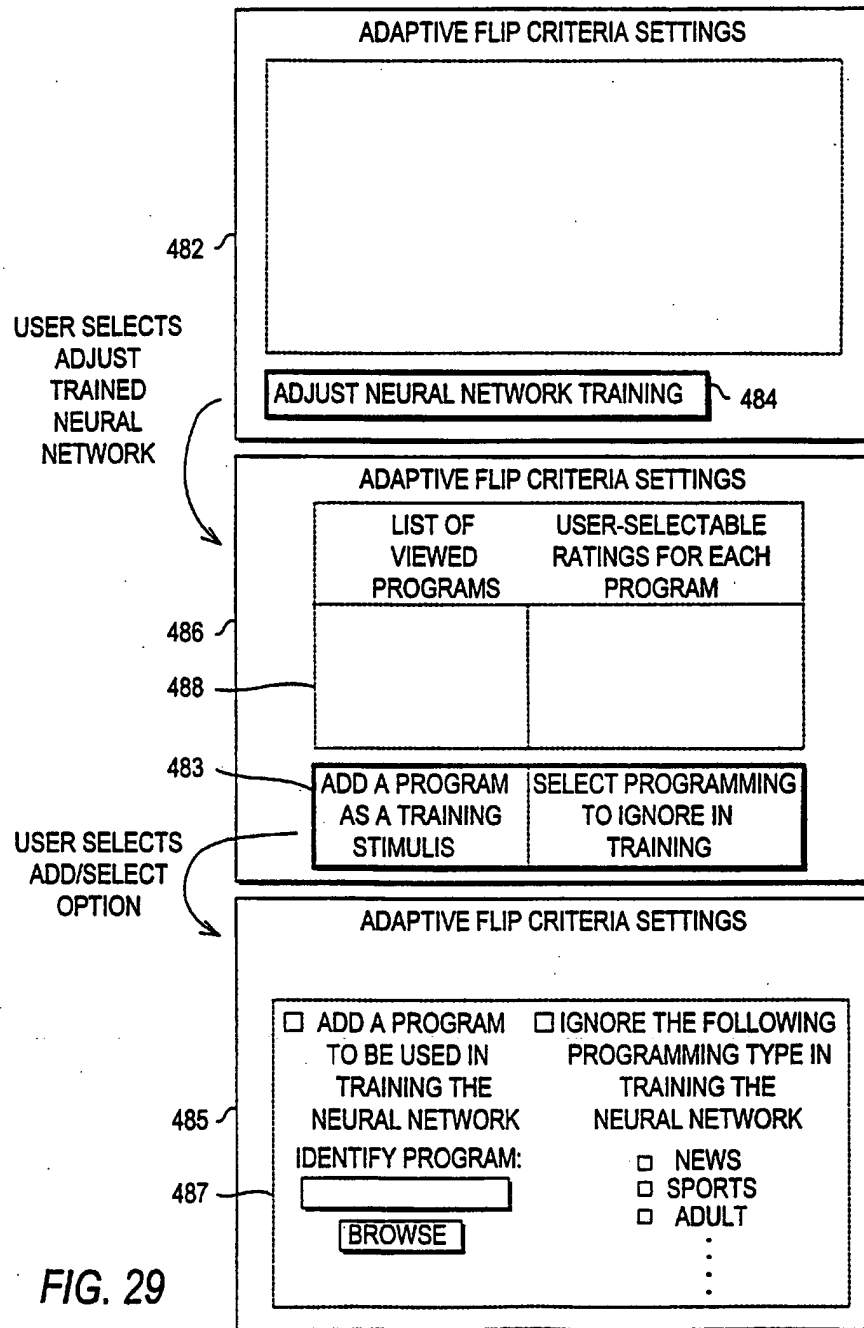 ADAPTIVE FLIP CRITERIA SETTINGS
482
USER SELECTS
ADJUST
TRAINED
NEURAL
NETWORK
ADJUST NEURAL NETWORK TRAINING
484
ADAPTIVE FLIP CRITERIA SETTINGS
LIST OF
VIEWED
PROGRAMS
USER-SELECTABLE
RATINGS FOR EACH
PROGRAM
486
488
483
ADD A PROGRAM
AS A TRAINING
STIMULIS
SELECT PROGRAMMING
TO IGNORE IN
TRAINING
USER SELECTS
ADD/SELECT
OPTION
ADAPTIVE FLIP CRITERIA SETTINGS
ADD A PROGRAM
TO BE USED IN
TRAINING THE
NEURAL NETWORK
IDENTIFY PROGRAM:
BROWSE
IGNORE THE FOLLOWING
PROGRAMMING TYPE IN
TRAINING THE
NEURAL NETWORK
NEWS
SPORTS
ADULT
485
487
FIG. 29